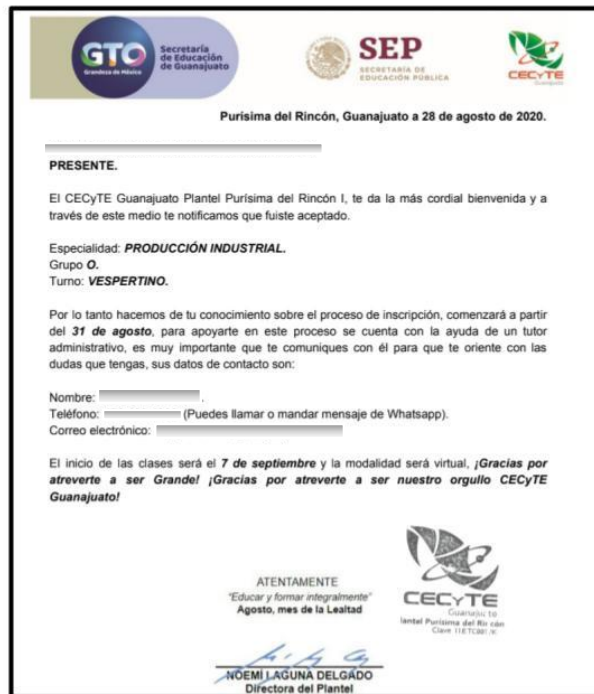 GTO
Grandeza de México
Secretaría
de Educación
de Guanajuato
SEP
SECRETARÍA DE
EDUCACIÓN PÚBLICA
CECyTE
Guanajuato
Purísima del Rincón, Guanajuato a 28 de agosto de 2020.
PRESENTE.
El CECyTE Guanajuato Plantel Purísima del Rincón I, te da la más cordial bienvenida y a
través de este medio te notificamos que fuiste aceptado.
Especialidad: PRODUCCIÓN INDUSTRIAL.
Grupo O.
Turno: VESPERTINO.
Por lo tanto hacemos de tu conocimiento sobre el proceso de inscripción, comenzará a partir
del 31 de agosto, para apoyarte en este proceso se cuenta con la ayuda de un tutor
administrativo, es muy importante que te comuniques con él para que te oriente con las
dudas que tengas, sus datos de contacto son:
Nombre: .
Teléfono: (Puedes llamar o mandar mensaje de Whatsapp).
Correo electrónico:
El inicio de las clases será el 7 de septiembre y la modalidad será virtual, ¡Gracias por
atreverte a ser Grande! ¡Gracias por atreverte a ser nuestro orgullo CECyTE
Guanajuato!
ATENTAMENTE
"Educar y formar integralmente"
Agosto, mes de la Lealtad
CECyTE
Guanajuato
lantel Purísima del Rincón
Clave
NOEMÍ LAGUNA DELGADO
Directora del Plantel